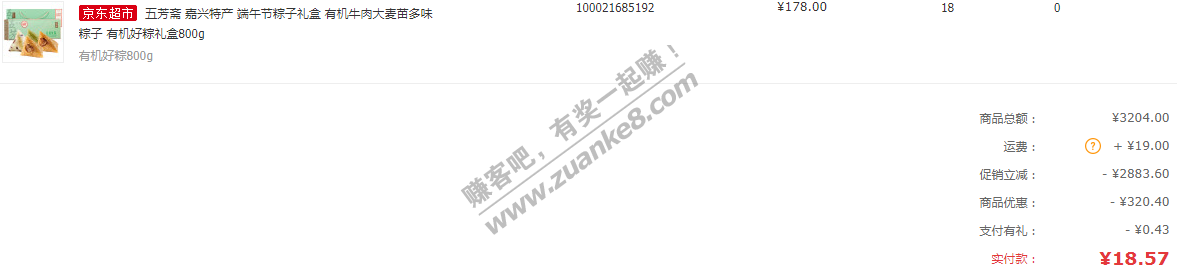 京东超市 五芳斋 嘉兴特产 端午节粽子礼盒 有机牛肉大麦苗多味 100021685192 ¥178.00 18 0
粽子 有机好粽礼盒800g
有机好粽800g
商品总额： ¥3204.00
运费： ? + ¥19.00
促销立减： - ¥2883.60
商品优惠： - ¥320.40
支付有礼： - ¥0.43
实付款： ¥18.57
赚客吧，有奖一起赚！
www.zuanke8.com